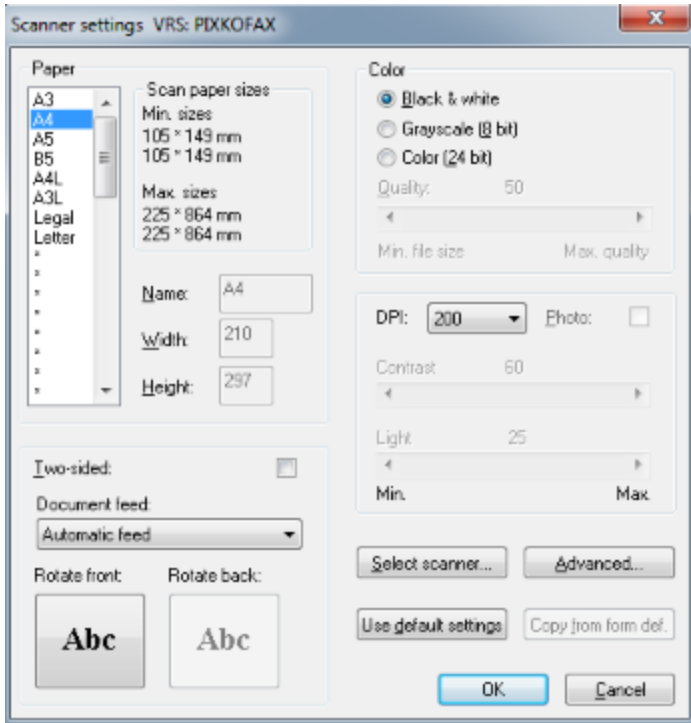 Scanner settings VRS: PIXKOFAX
Paper
A3
A4
A5
B5
A4L
A3L
Legal
Letter
*
*
*
*
*
*
*
*
Scan paper sizes
Min. sizes
105 * 149 mm
105 * 149 mm
Max. sizes
225 * 864 mm
225 * 864 mm
Name: A4
Width: 210
Height: 297
Color
Black & white
Grayscale (8 bit)
Color (24 bit)
Quality: 50
Min. file size Max. quality
DPI: 200 Photo:
Contrast 60
Light 25
Min. Max.
Two-sided:
Document feed:
Automatic feed
Rotate front: Rotate back:
Abc Abc
Select scanner... Advanced...
Use default settings Copy from form def.
OK Cancel